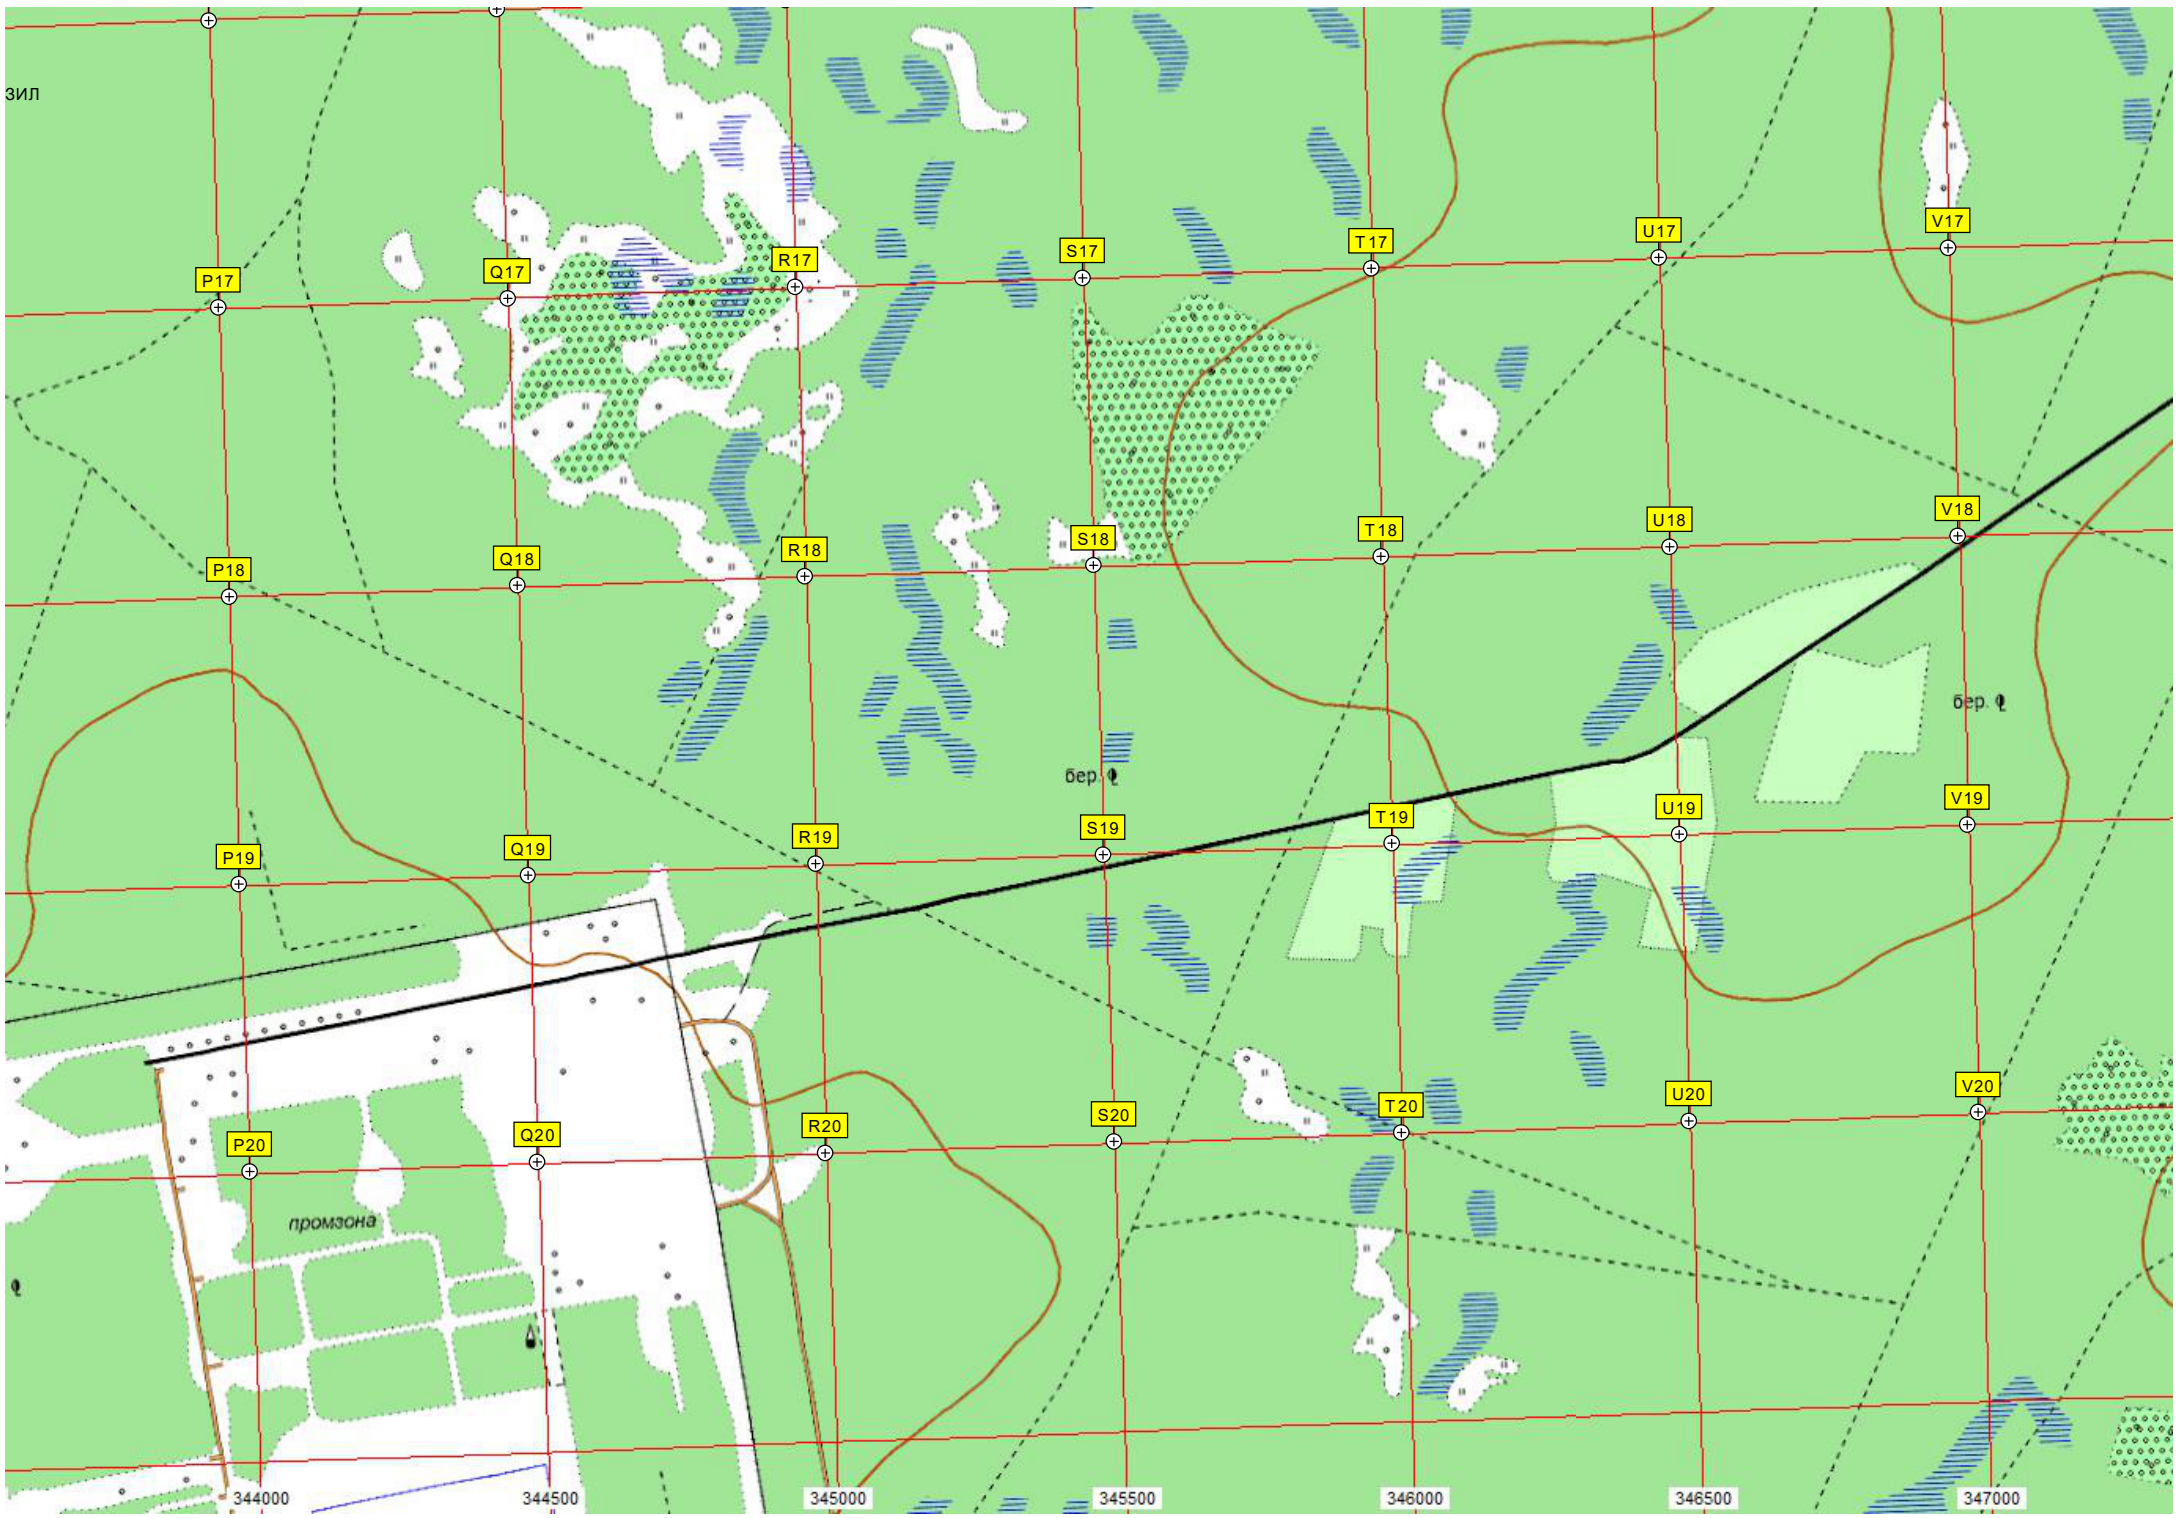 зил
V17
U17
T17
S17
R17
Q17
P17
V18
U18
T18
S18
R18
Q18
P18
бер.
бер.
V19
U19
T19
S19
R19
Q19
P19
V20
U20
T20
S20
R20
Q20
P20
промзона
344000
344500
345000
345500
346000
346500
347000